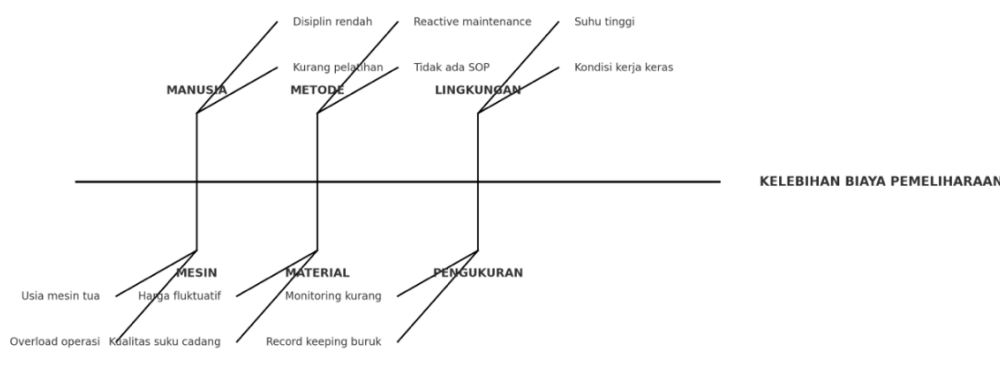 Disiplin rendah
Reactive maintenance
Suhu tinggi
Kurang pelatihan
Tidak ada SOP
Kondisi kerja keras
MANUSIA
METODE
LINGKUNGAN
KELEBIHAN BIAYA PEMELIHARAAN
MESIN
MATERIAL
PENGUKURAN
Usia mesin tua
Harga fluktuatif
Monitoring kurang
Overload operasi
Kualitas suku cadang
Record keeping buruk